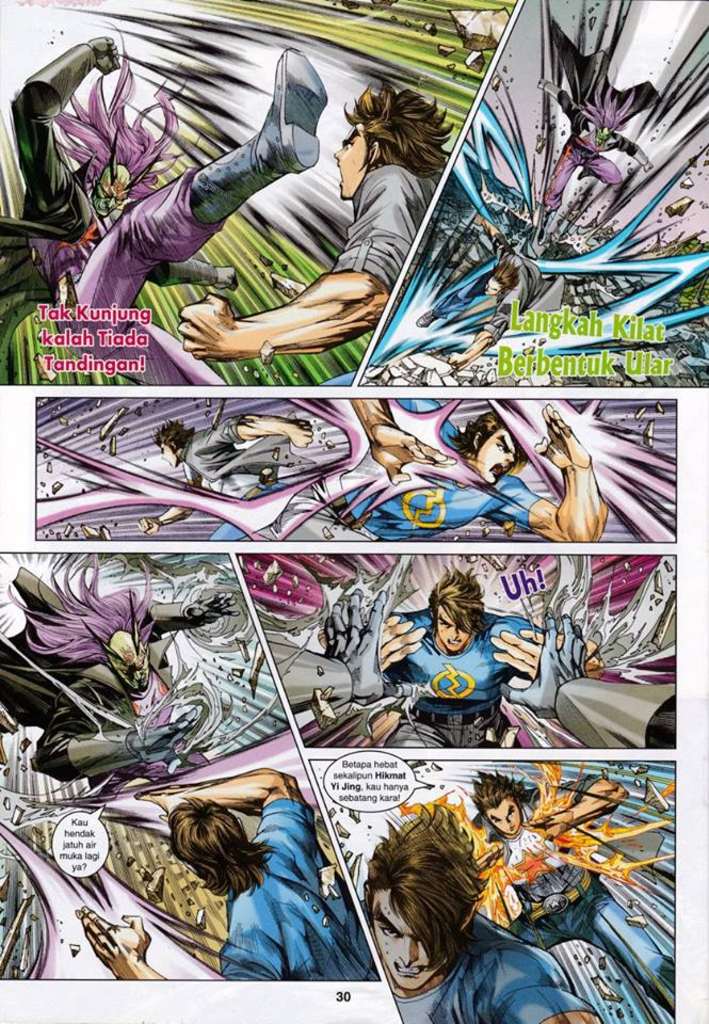 Tak Kunjung
kalah Tiada
Tandingan!
Langkah Kilat
Berbentuk Ular
Uh!
Kau
hendak
jatuh air
muka lagi
ya?
Betapa hebat
sekalipun Hikmat
Yi Jing, kau hanya
sebatang kara!
30